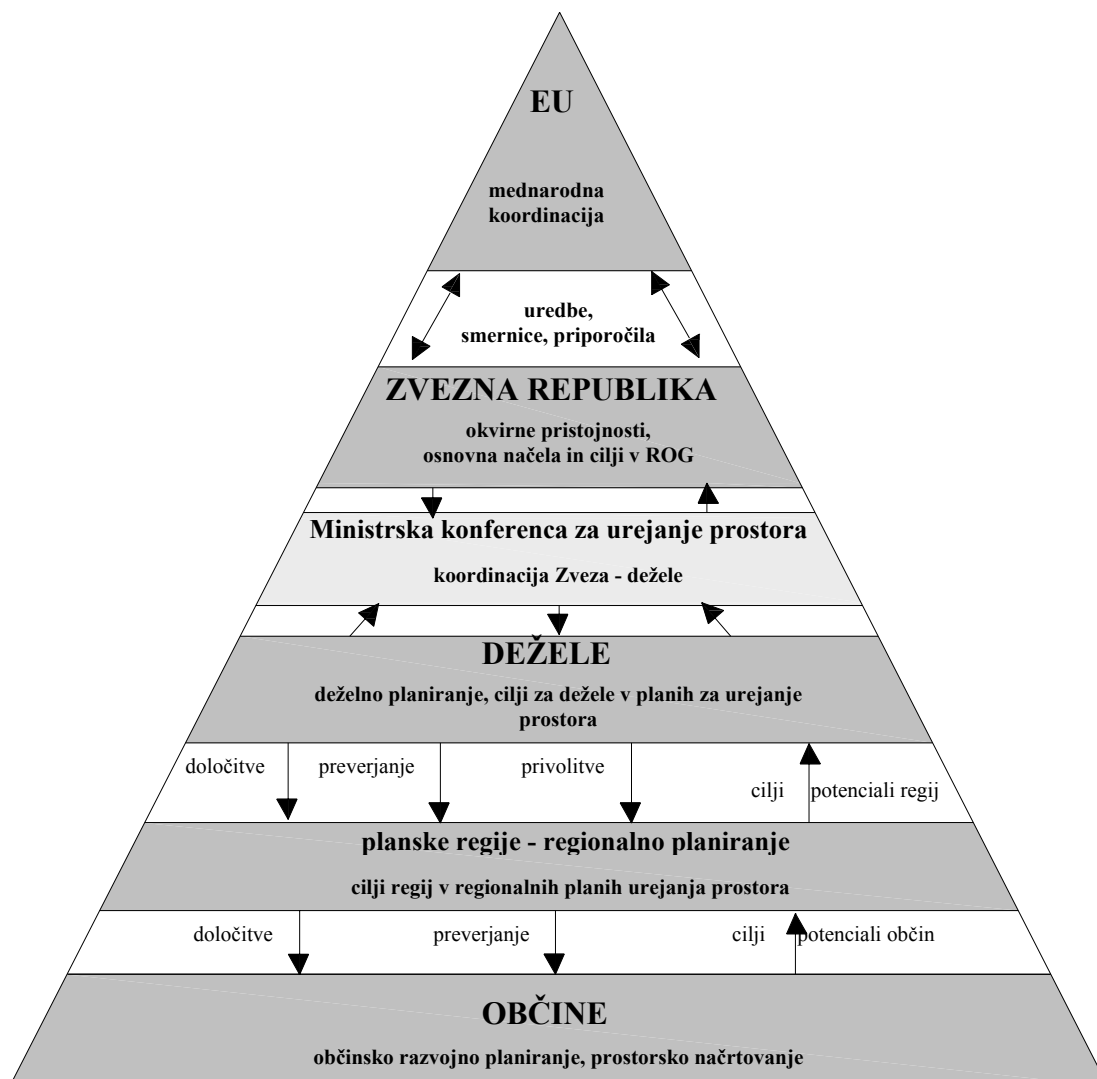 EU
mednarodna
koordinacija
uredbe,
smernice, priporočila
ZVEZNA REPUBLIKA
okvirne pristojnosti,
osnovna načela in cilji v ROG
Ministrska konferenca za urejanje prostora
koordinacija Zveza - dežele
DEŽELE
deželno planiranje, cilji za dežele v planih za urejanje
prostora
določitve preverjanje privolitve
cilji potenciali regij
planske regije - regionalno planiranje
cilji regij v regionalnih planih urejanja prostora
določitve preverjanje cilji potenciali občin
OBČINE
občinsko razvojno planiranje, prostorsko načrtovanje